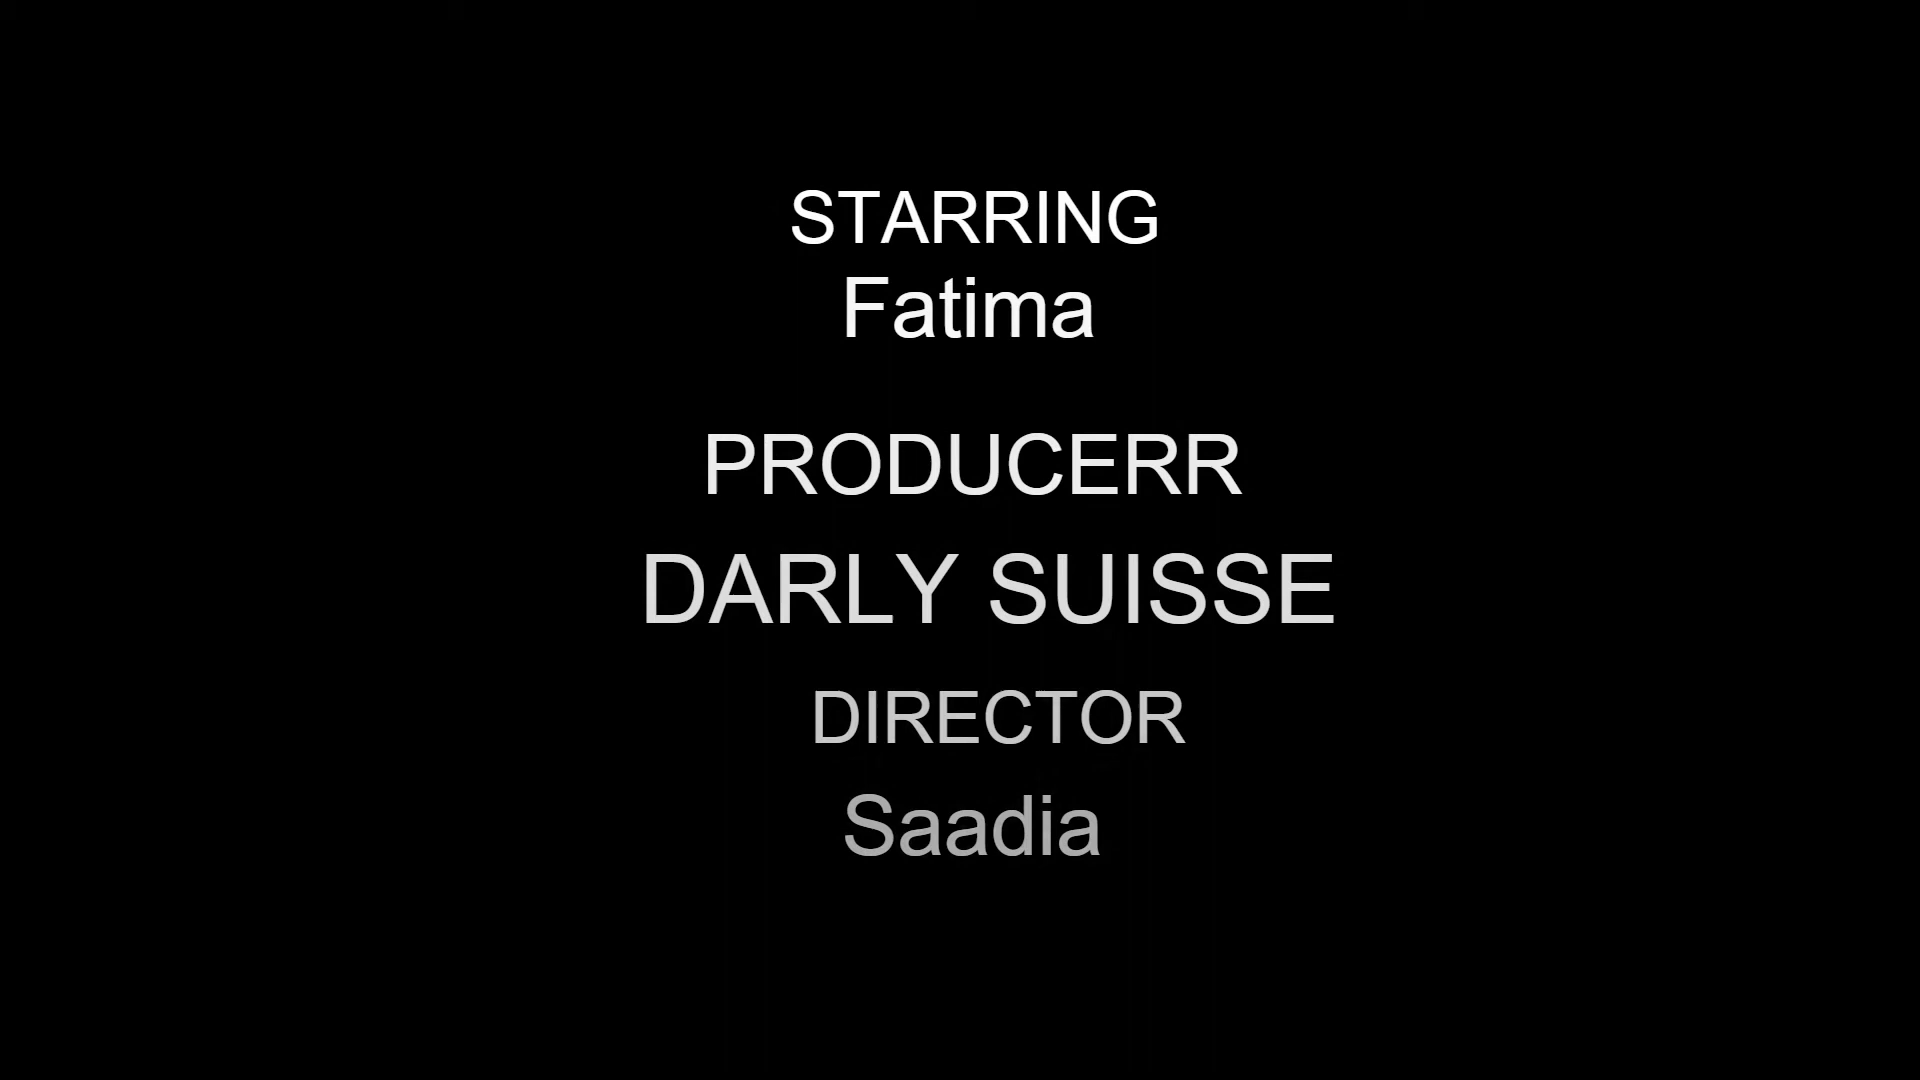 STARRING
Fatima
PRODUCERR
DARLY SUISSE
DIRECTOR
Saadia